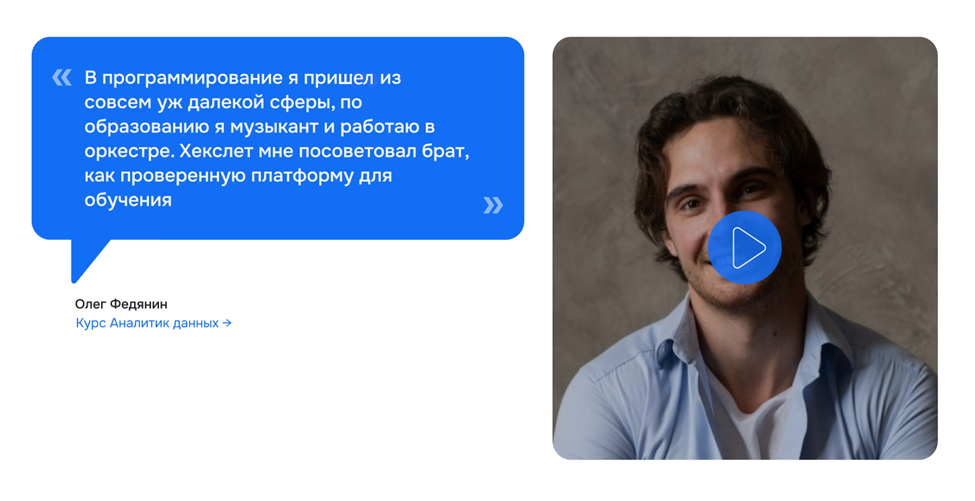 « В программирование я пришел из
совсем уж далекой сферы, по
образованию я музыкант и работаю в
оркестре. Хекслет мне посоветовал брат,
как проверенную платформу для
обучения »
Олег Федянин
Курс Аналитик данных →